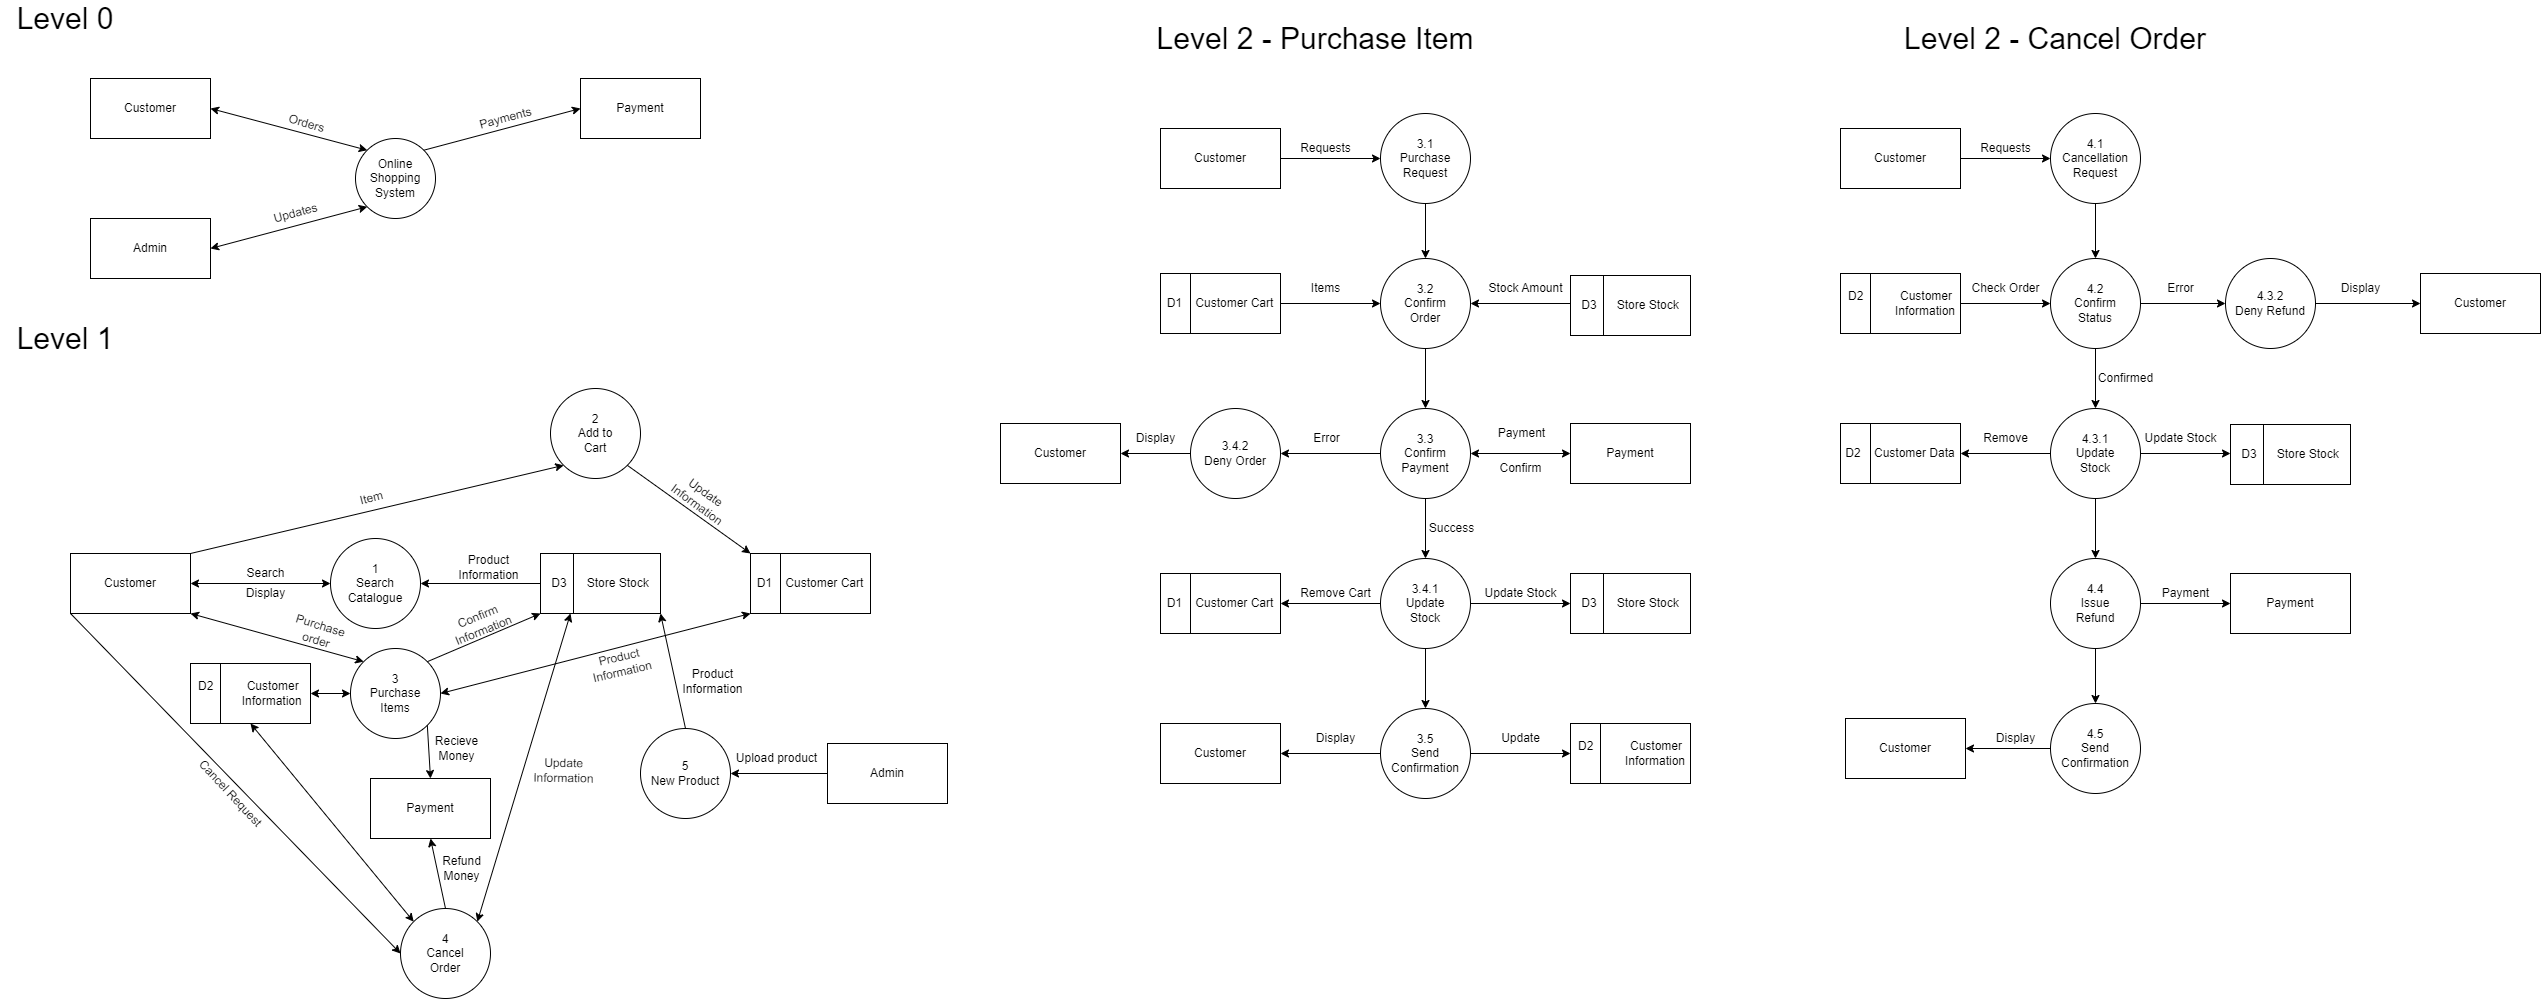 Level 0
Customer
Orders
Payments
Payment
Online
Shopping
System
Updates
Admin
Level 1
2
Add to
Cart
Item
Update
Information
Customer
Search
Display
1
Search
Catalogue
Product
Information
D3
Store Stock
D1
Customer Cart
Purchase
order
Confirm
Information
Product
Information
D2
Customer
Information
3
Purchase
Items
Product
Information
Recieve
Money
Update
Information
5
New Product
Upload product
Admin
Cancel Request
Payment
Refund
Money
4
Cancel
Order
Level 2 - Purchase Item
Customer
Requests
3.1
Purchase
Request
D1
Customer Cart
Items
3.2
Confirm
Order
Stock Amount
D3
Store Stock
Customer
Display
3.4.2
Deny Order
Error
3.3
Confirm
Payment
Payment
Confirm
Payment
Success
D1
Customer Cart
Remove Cart
3.4.1
Update
Stock
Update Stock
D3
Store Stock
Customer
Display
3.5
Send
Confirmation
Update
D2
Customer
Information
Level 2 - Cancel Order
Customer
Requests
4.1
Cancellation
Request
D2
Customer
Information
Check Order
4.2
Confirm
Status
Error
4.3.2
Deny Refund
Display
Customer
Confirmed
D2
Customer Data
Remove
4.3.1
Update
Stock
Update Stock
D3
Store Stock
4.4
Issue
Refund
Payment
Payment
Customer
Display
4.5
Send
Confirmation